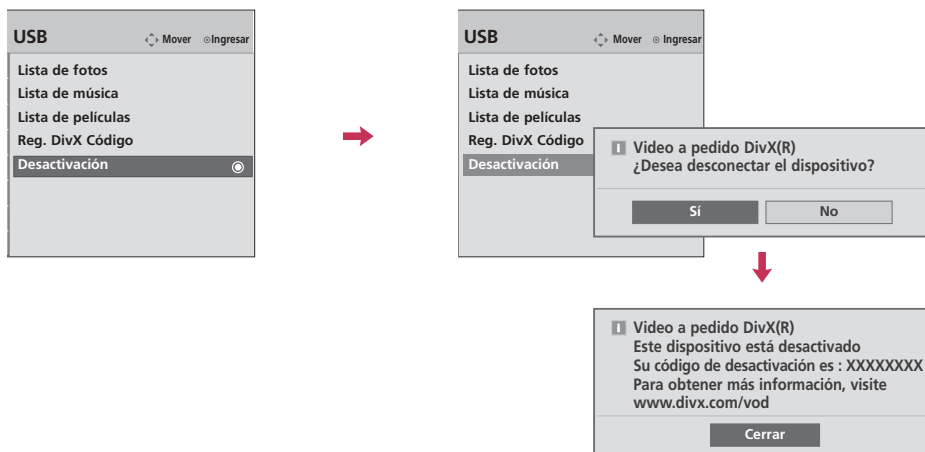 USB
Mover Ingresar
Lista de fotos
Lista de música
Lista de películas
Reg. DivX Código
Desactivación
USB
Mover Ingresar
Lista de fotos
Lista de música
Lista de películas
Reg. DivX Código
Desactivación
Video a pedido DivX(R)
¿Desea desconectar el dispositivo?
Sí No
Video a pedido DivX(R)
Este dispositivo está desactivado
Su código de desactivación es : XXXXXXXX
Para obtener más información, visite
www.divx.com/vod
Cerrar